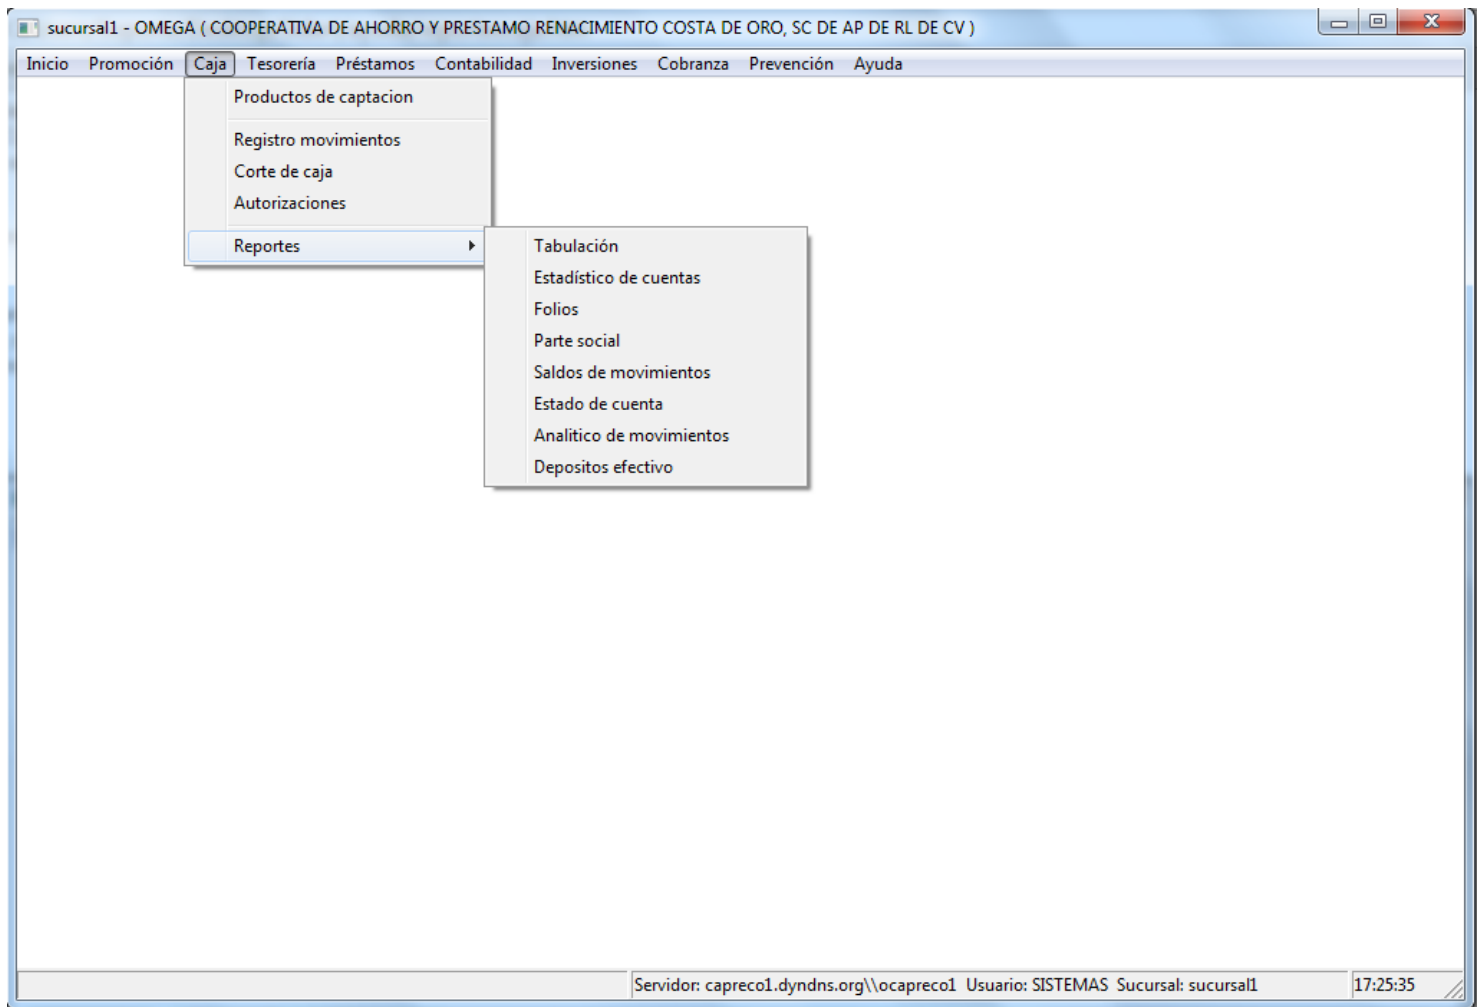 sucursal1 - OMEGA ( COOPERATIVA DE AHORRO Y PRESTAMO RENACIMIENTO COSTA DE ORO, SC DE AP DE RL DE CV )
Inicio Promoción Caja Tesorería Préstamos Contabilidad Inversiones Cobranza Prevención Ayuda
Productos de captacion
Registro movimientos
Corte de caja
Autorizaciones
Reportes
Tabulación
Estadístico de cuentas
Folios
Parte social
Saldos de movimientos
Estado de cuenta
Analitico de movimientos
Depositos efectivo
Servidor: capreco1.dyndns.org\\ocapreco1 Usuario: SISTEMAS Sucursal: sucursal1 17:25:35